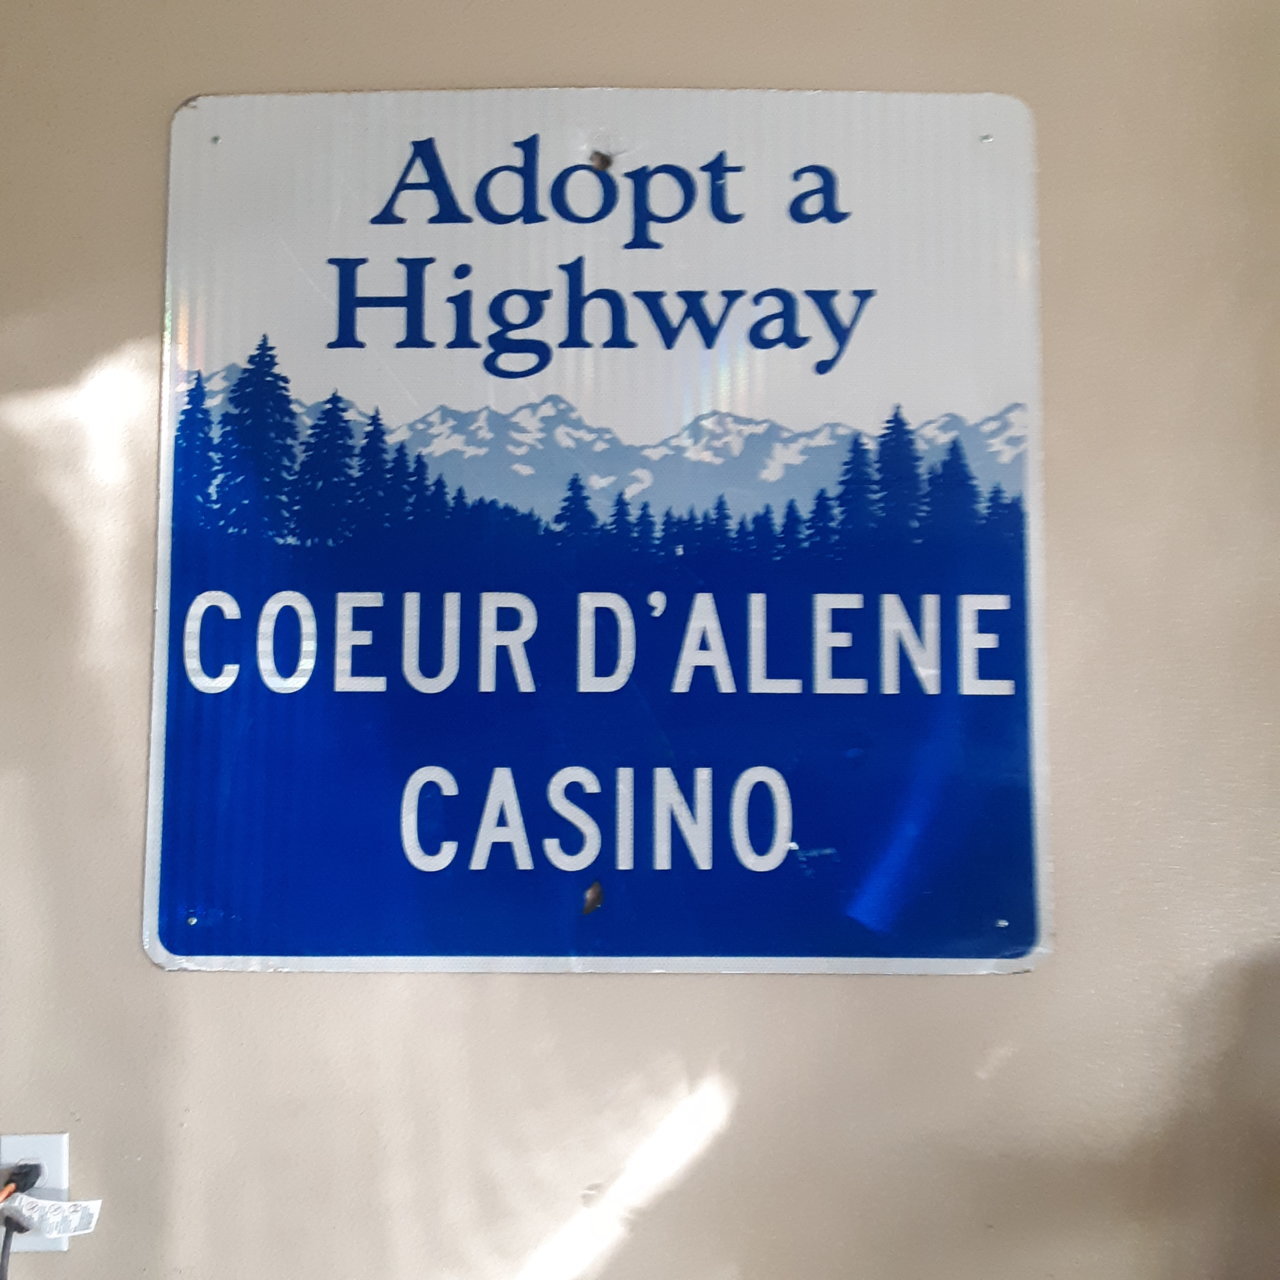 Adopt a
Highway
COEUR D'ALENE
CASINO